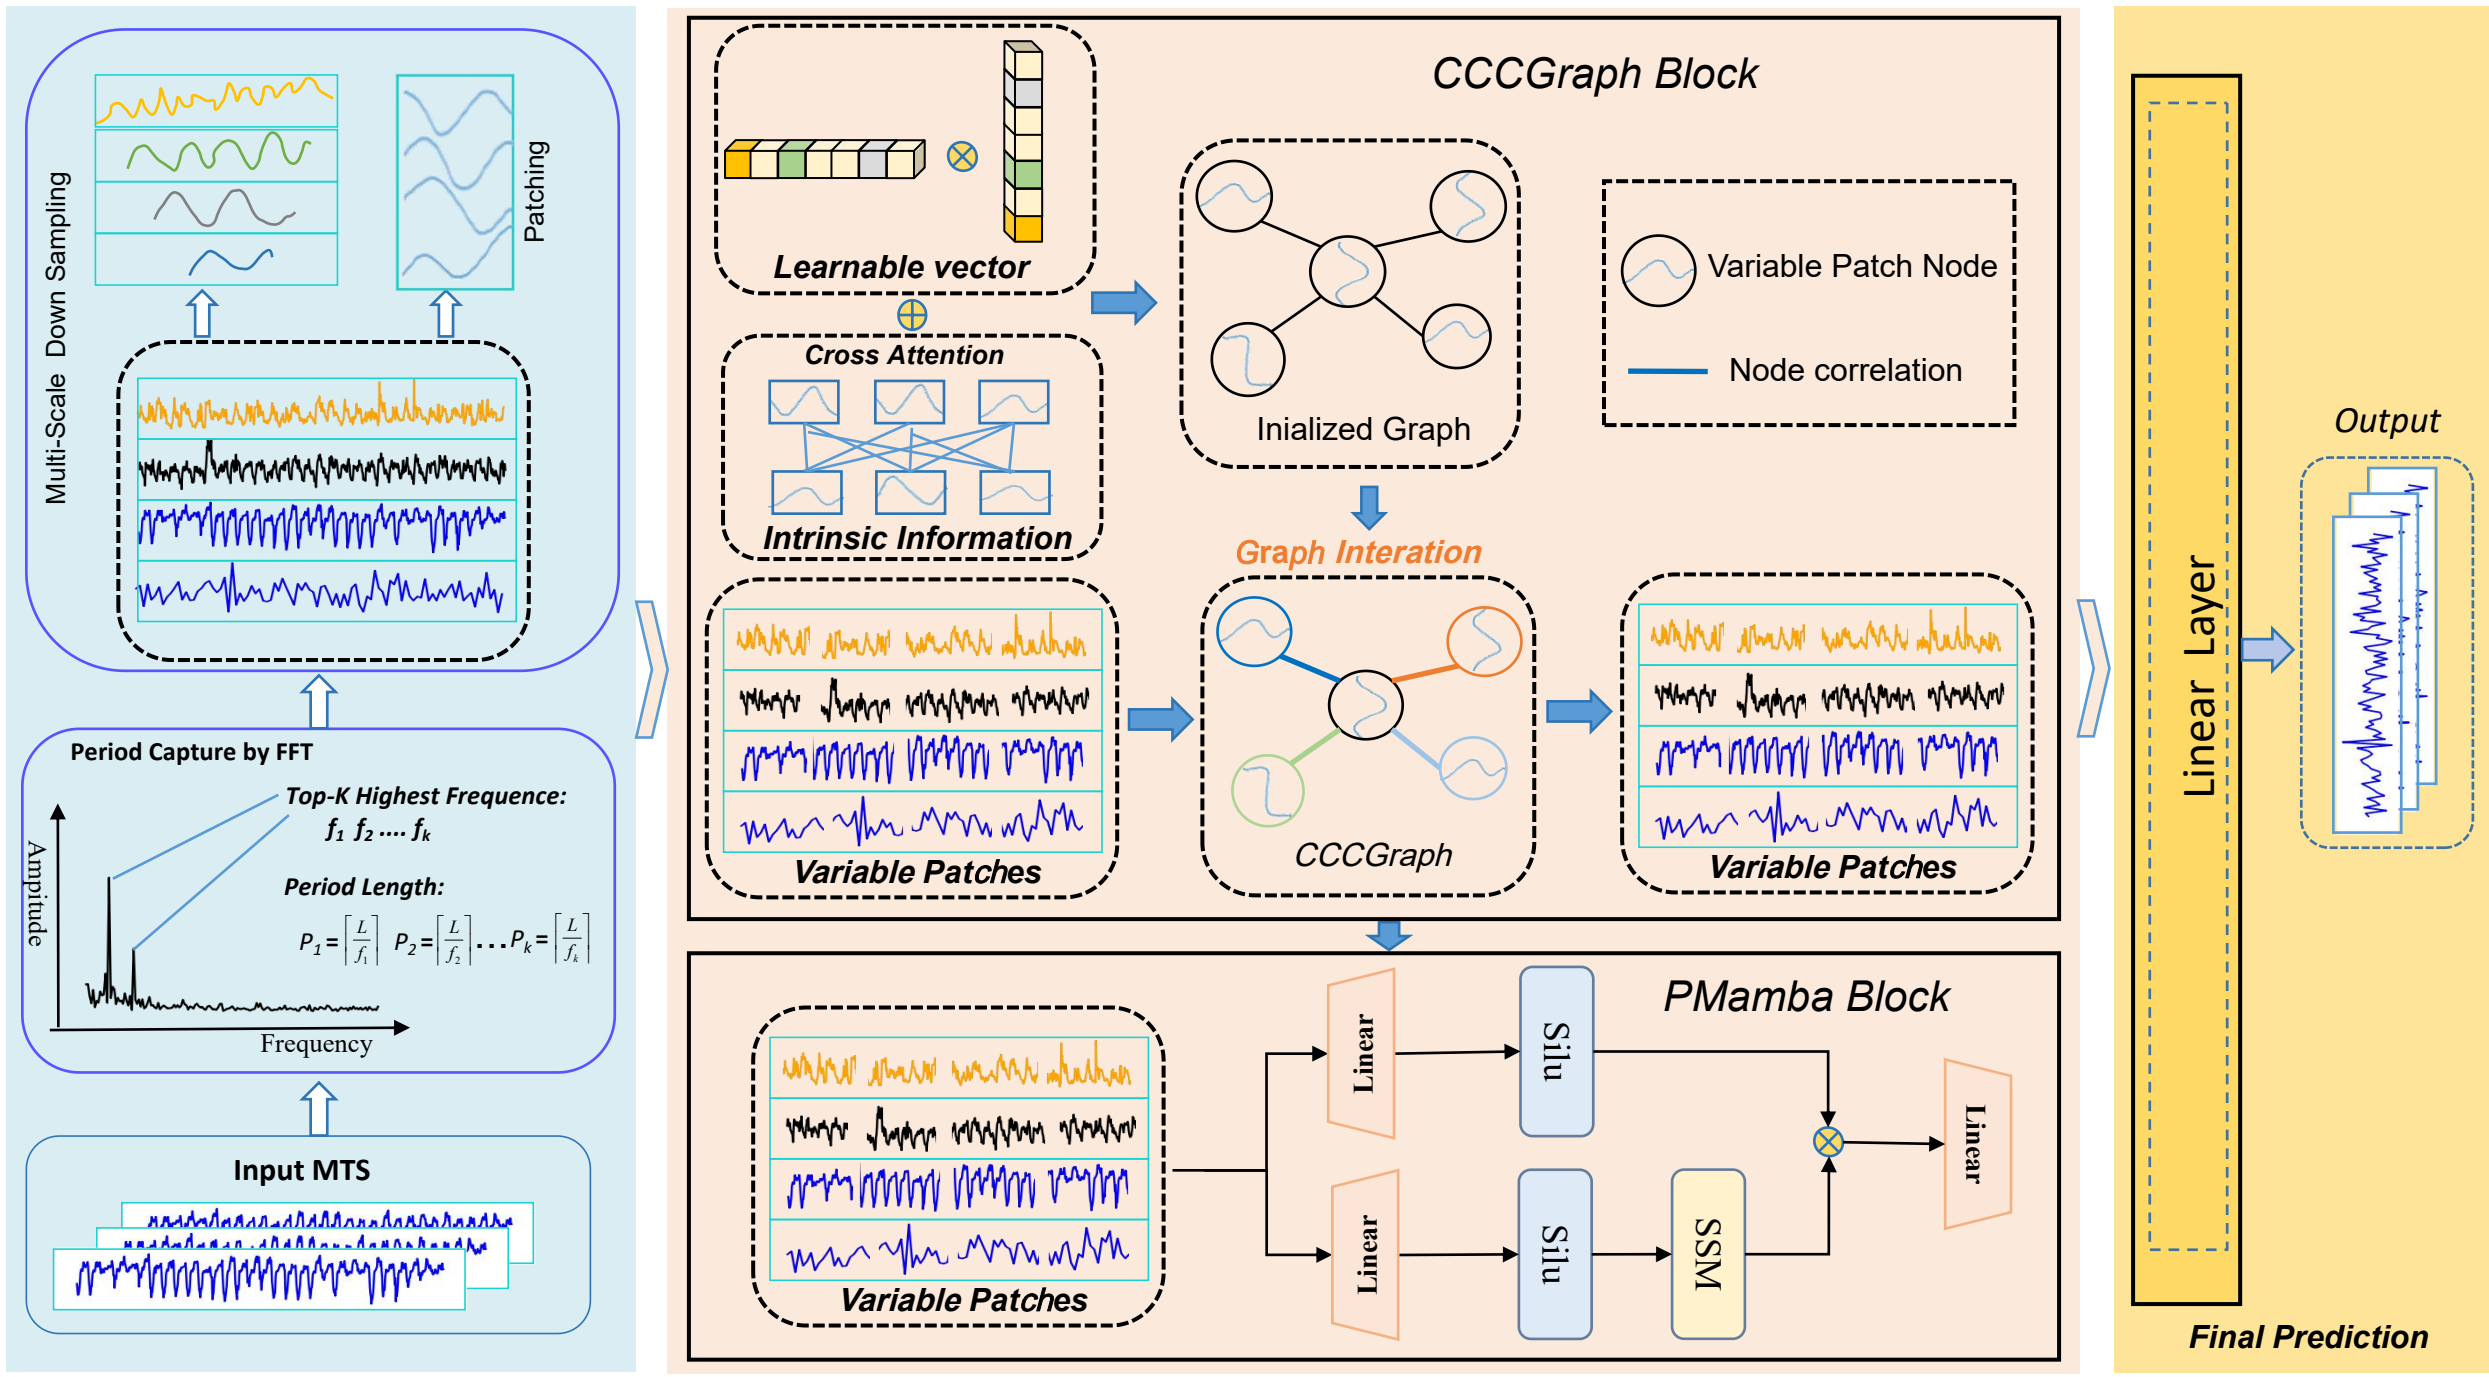 Multi-Scale Down Sampling
Patching
Period Capture by FFT
Top-K Highest Frequence:
f1 f2 .... fk
Period Length:
P1 = ⌈L/f1⌉ P2 = ⌈L/f2⌉ ... Pk = ⌈L/fk⌉
Ampitude
Frequency
Input MTS
CCCGraph Block
Learnable vector
Cross Attention
Intrinsic Information
Inialized Graph
Variable Patch Node
Node correlation
Graph Interation
Variable Patches
CCCGraph
Variable Patches
PMamba Block
Variable Patches
Linear
Silu
Linear
Silu
SSM
Linear
Linear Layer
Output
Final Prediction